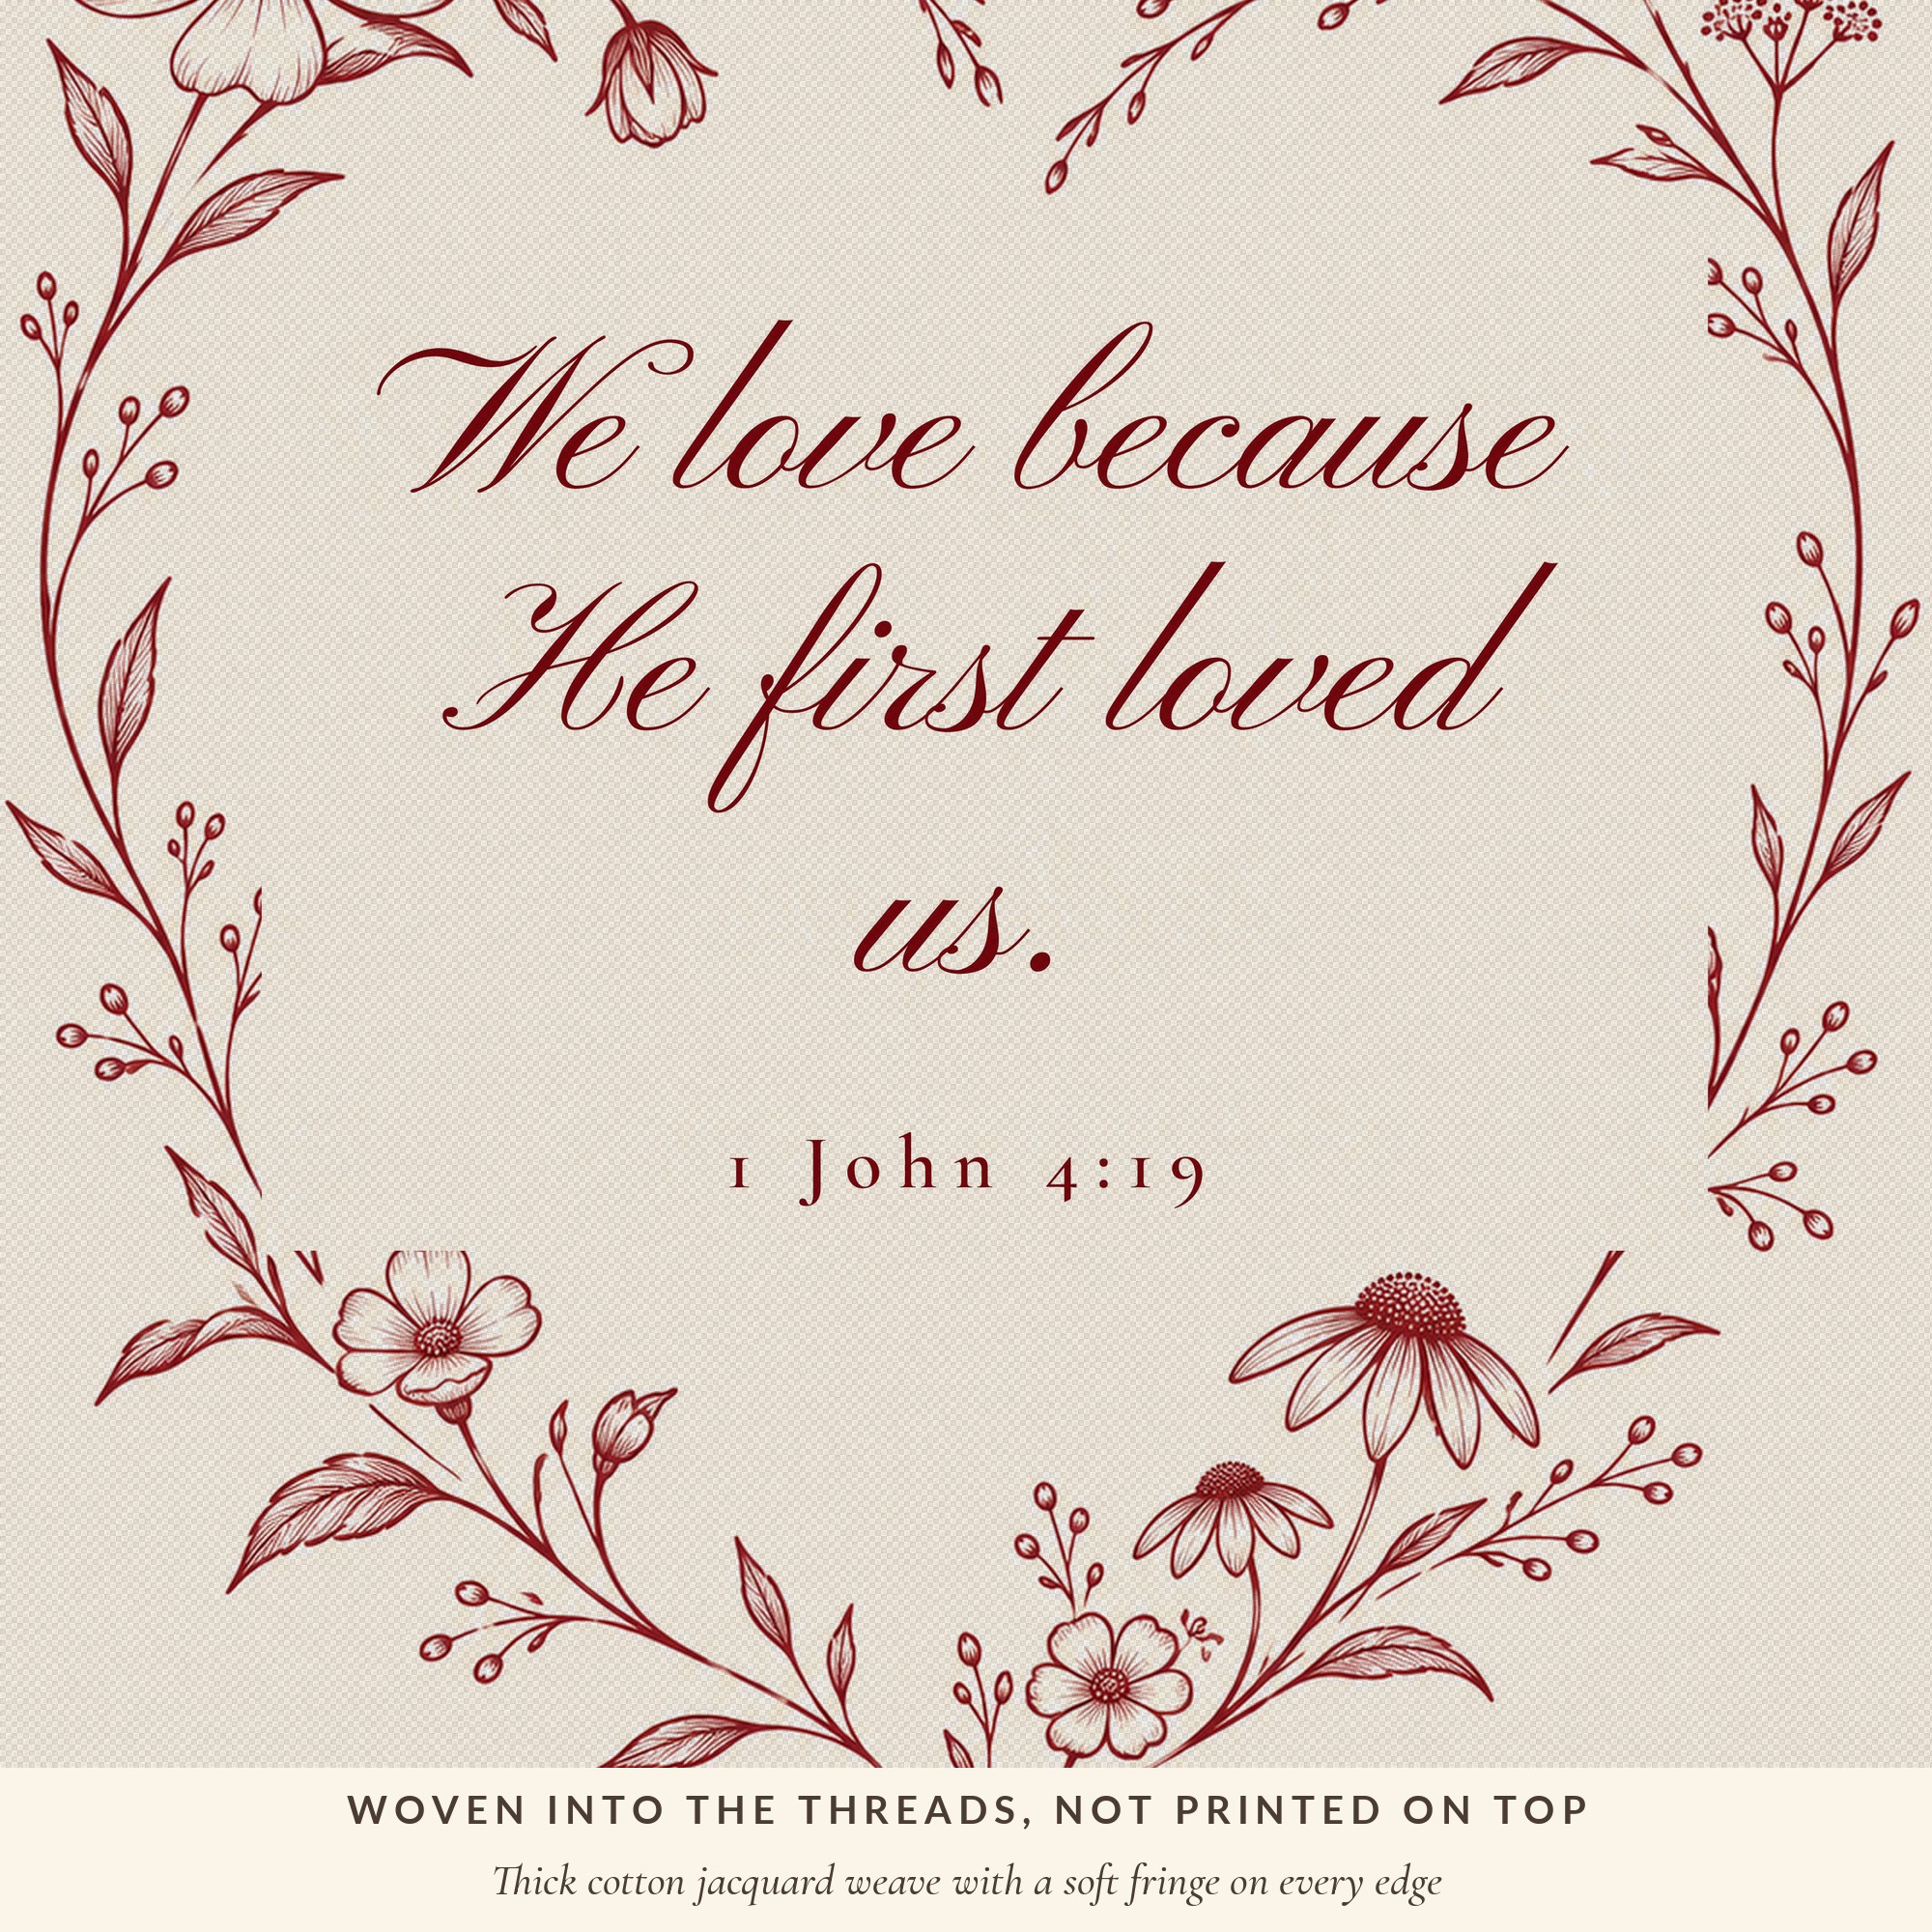 We love because
He first loved
us.
1 John 4:19
WOVEN INTO THE THREADS, NOT PRINTED ON TOP
Thick cotton jacquard weave with a soft fringe on every edge